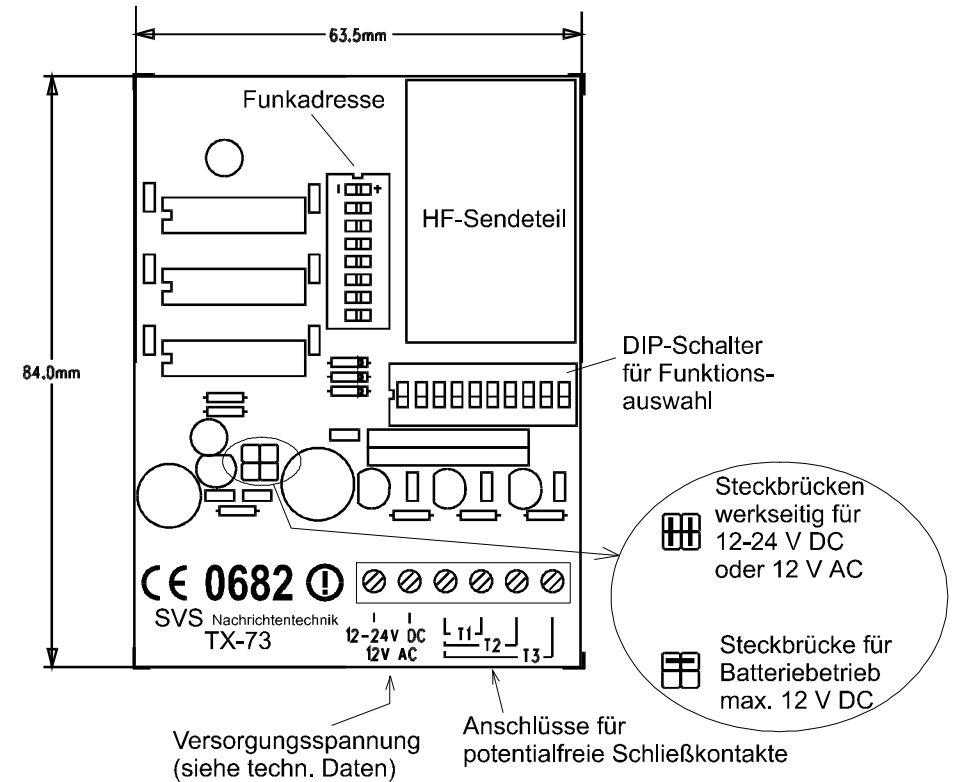 63.5mm
Funkadresse
- +
HF-Sendeteil
84.0mm
DIP-Schalter
für Funktions-
auswahl
Steckbrücken
werkseitig für
12-24 V DC
oder 12 V AC
Steckbrücke für
Batteriebetrieb
max. 12 V DC
CE 0682
SVS Nachrichtentechnik
TX-73
12-24V DC
12V AC
T1
T2
T3
Versorgungsspannung
(siehe techn. Daten)
Anschlüsse für
potentialfreie Schließkontakte